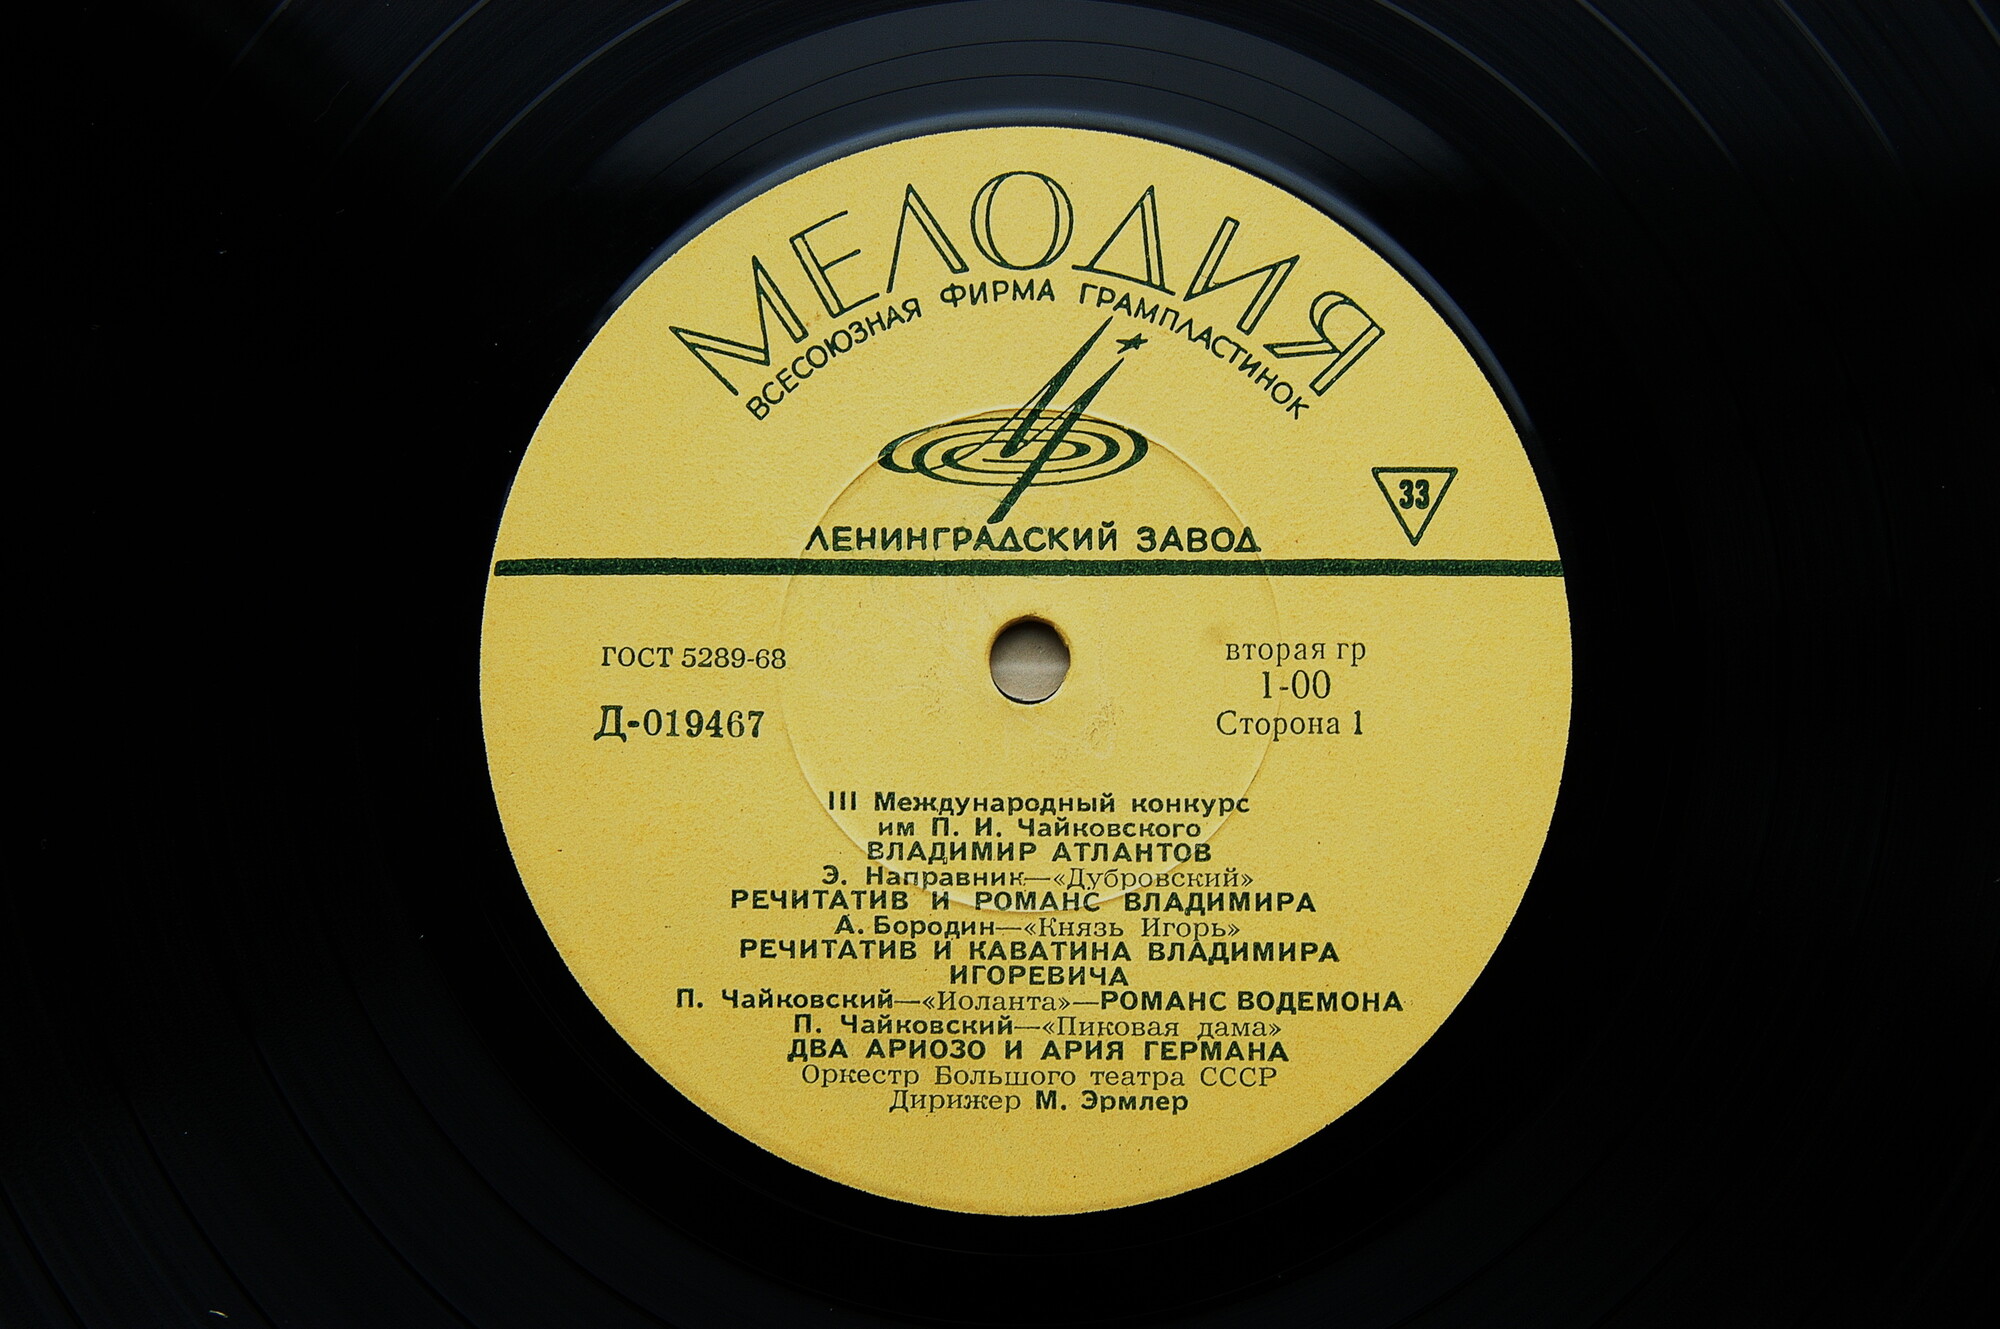 МЕЛОДИЯ
ВСЕСОЮЗНАЯ ФИРМА ГРАМПЛАСТИНОК
33
ЛЕНИНГРАДСКИЙ ЗАВОД
ГОСТ 5289-68
Д-019467
вторая гр
1-00
Сторона 1
III Международный конкурс
им П. И. Чайковского
ВЛАДИМИР АТЛАНТОВ
Э. Направник—«Дубровский»
РЕЧИТАТИВ И РОМАНС ВЛАДИМИРА
А. Бородин—«Князь Игорь»
РЕЧИТАТИВ И КАВАТИНА ВЛАДИМИРА
ИГОРЕВИЧА
П. Чайковский—«Иоланта»—РОМАНС ВОДЕМОНА
П. Чайковский—«Пиковая дама»
ДВА АРИОЗО И АРИЯ ГЕРМАНА
Оркестр Большого театра СССР
Дирижер М. Эрмлер